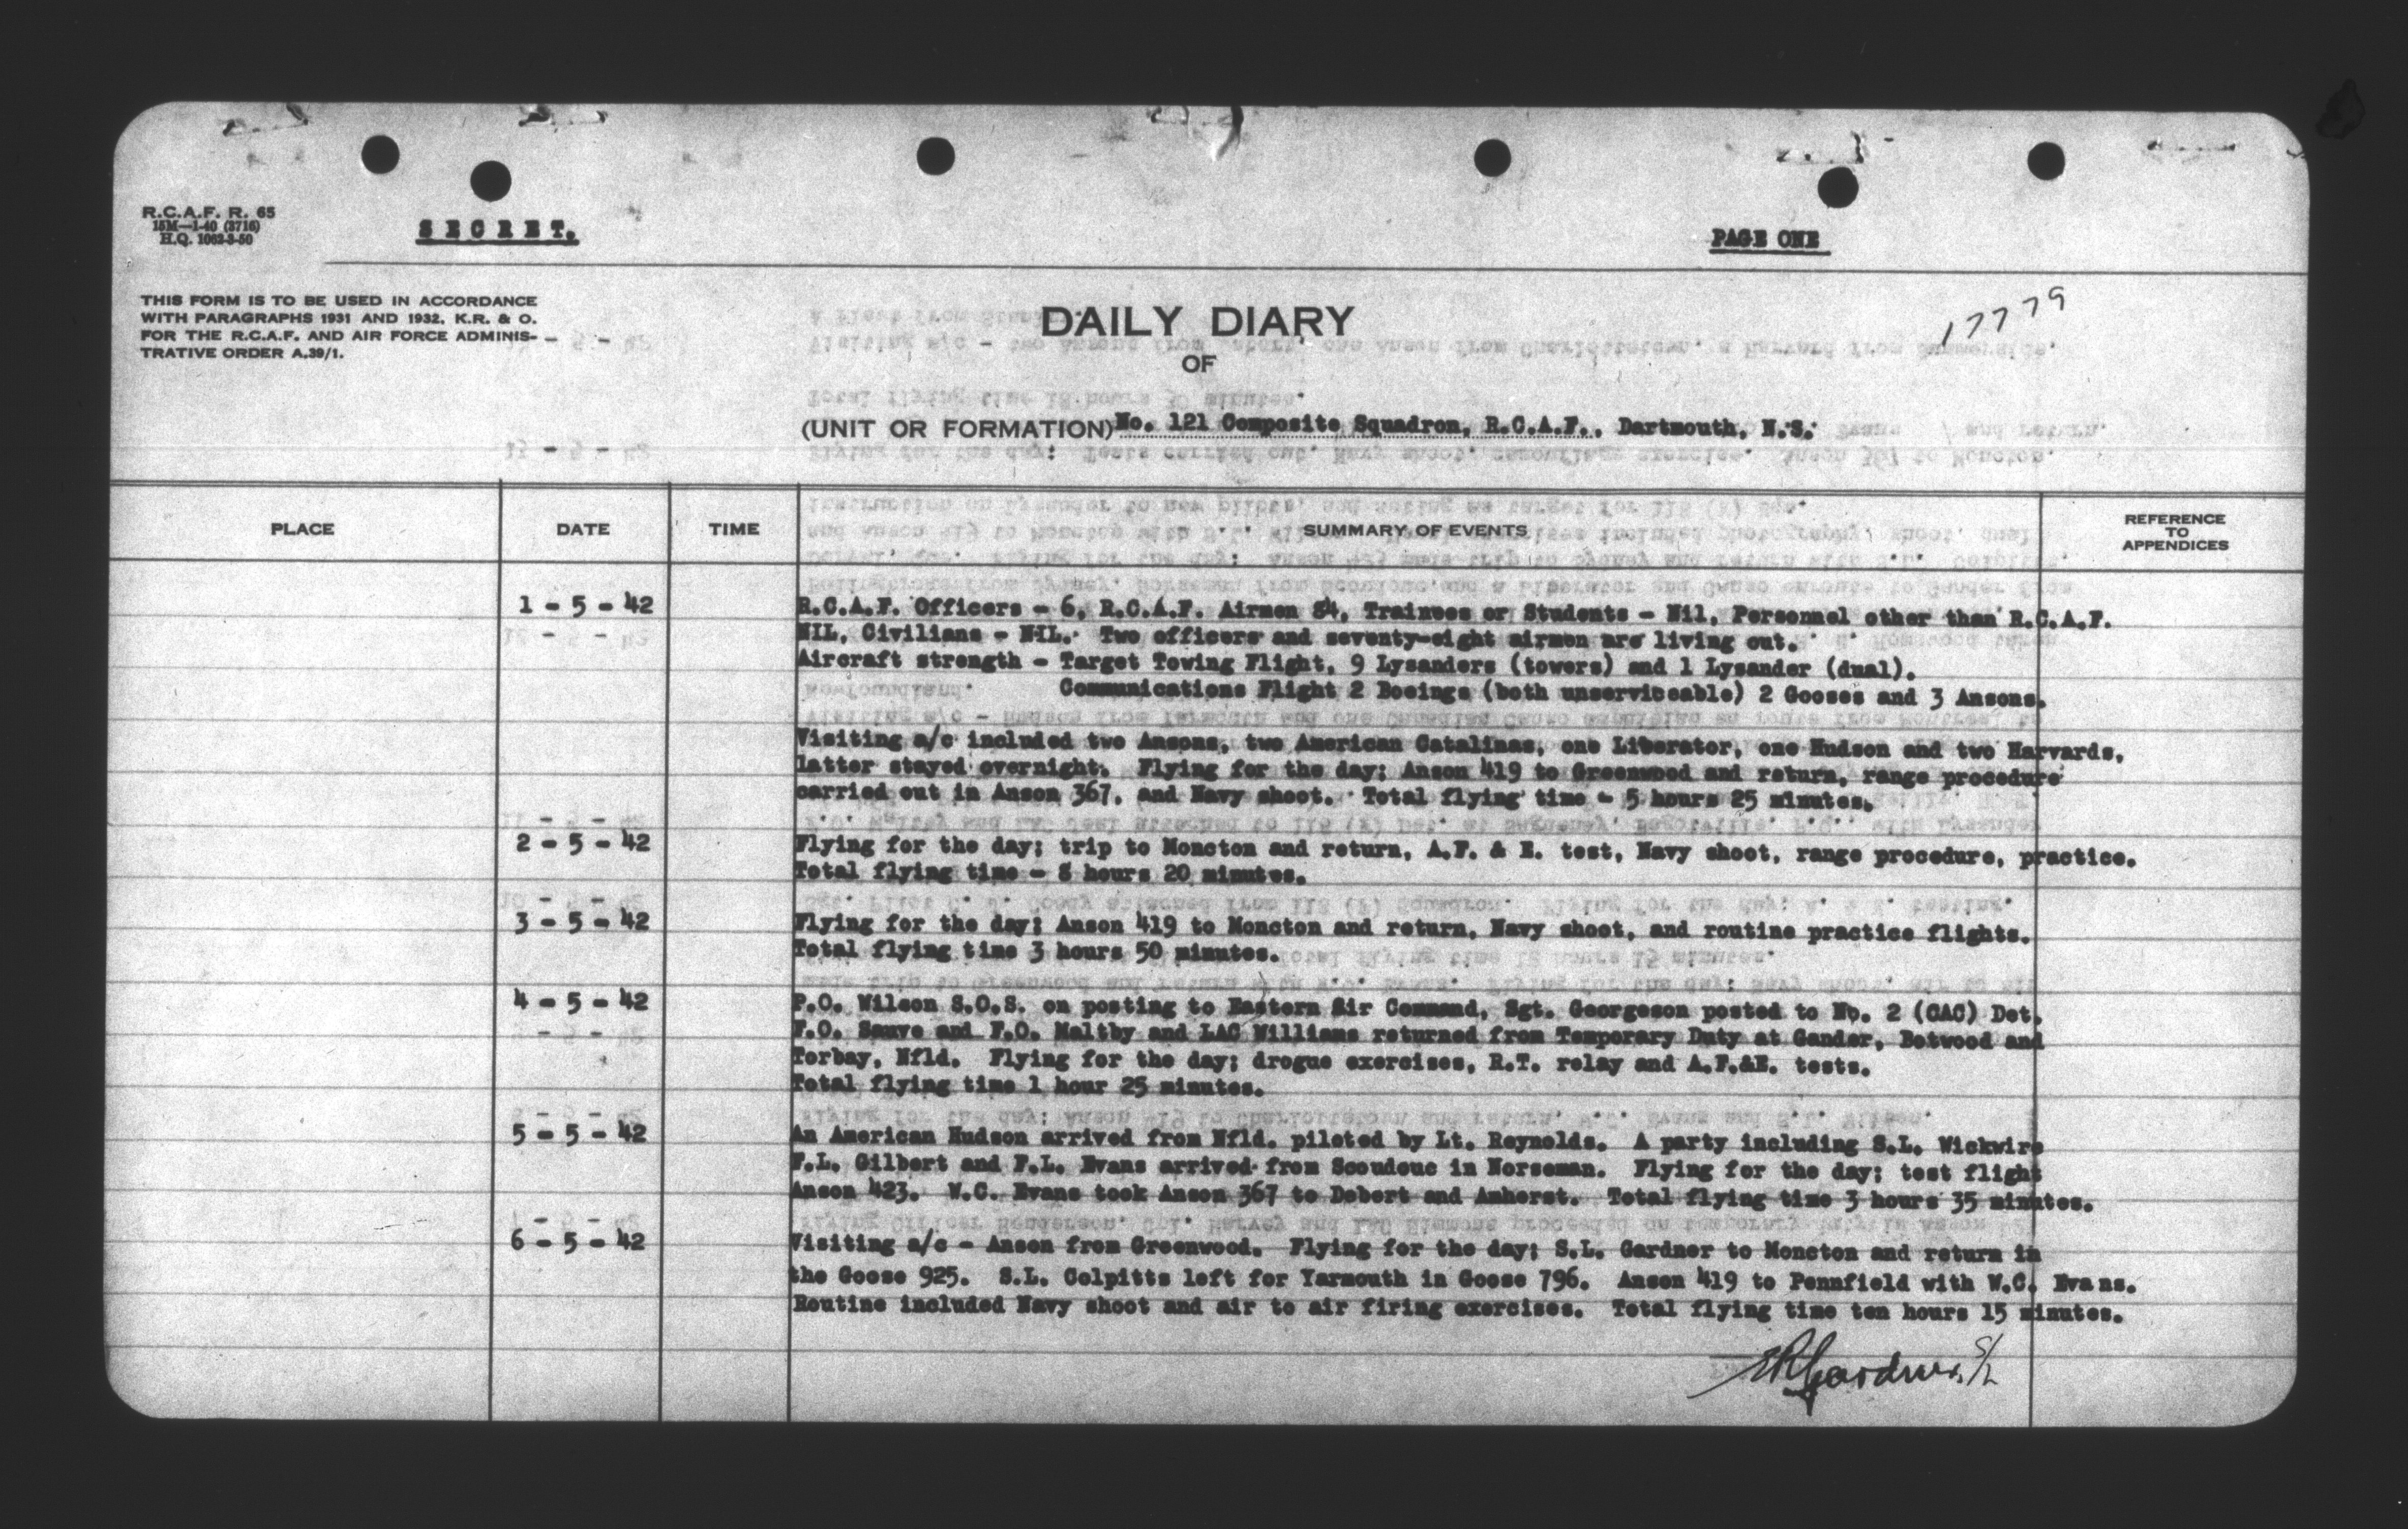 R.C.A.F. R. 65
15M—1-40 (3716)
H.Q. 1062-3-50
SECRET.
PAGE ONE
THIS FORM IS TO BE USED IN ACCORDANCE
WITH PARAGRAPHS 1931 AND 1932, K.R. & O.
FOR THE R.C.A.F. AND AIR FORCE ADMINIS-
TRATIVE ORDER A.39/1.
17779
DAILY DIARY
OF
(UNIT OR FORMATION) No. 121 Composite Squadron, R.C.A.F., Dartmouth, N.S.
PLACE DATE TIME SUMMARY OF EVENTS REFERENCE TO APPENDICES
1 - 5 - 42 R.C.A.F. Officers - 6, R.C.A.F. Airmen 84, Trainees or Students - Nil, Personnel other than R.C.A.F.
NIL, Civilians - NIL. Two officers and seventy-eight airmen are living out.
Aircraft strength - Target Towing Flight, 9 Lysanders (towers) and 1 Lysander (dual).
Communications Flight 2 Boeings (both unserviceable) 2 Gooses and 3 Ansons.
Visiting a/c included two Ansons, two American Catalinas, one Liberator, one Hudson and two Harvards,
latter stayed overnight. Flying for the day; Anson 419 to Greenwood and return, range procedure
carried out in Anson 367, and Navy shoot. Total flying time - 5 hours 25 minutes.
2 - 5 - 42 Flying for the day; trip to Moncton and return, A.F. & E. test, Navy shoot, range procedure, practice.
Total flying time - 8 hours 20 minutes.
3 - 5 - 42 Flying for the day; Anson 419 to Moncton and return, Navy shoot, and routine practice flights.
Total flying time 3 hours 50 minutes.
4 - 5 - 42 P.O. Wilson S.O.S. on posting to Eastern Air Command, Sgt. Georgeson posted to No. 2 (CAC) Det.
F.O. Sauve and F.O. Maltby and LAC Williams returned from Temporary Duty at Gander, Botwood and
Torbay, Nfld. Flying for the day; drogue exercises, R.T. relay and A.F.&E. tests.
Total flying time 1 hour 25 minutes.
5 - 5 - 42 An American Hudson arrived from Nfld. piloted by Lt. Reynolds. A party including S.L. Wickwire
F.L. Gilbert and F.L. Evans arrived from Scoudouc in Norseman. Flying for the day; test flight
Anson 423. W.C. Evans took Anson 367 to Debert and Amherst. Total flying time 3 hours 35 minutes.
6 - 5 - 42 Visiting a/c - Anson from Greenwood. Flying for the day; S.L. Gardner to Moncton and return in
the Goose 925. S.L. Colpitts left for Yarmouth in Goose 796. Anson 419 to Pennfield with W.C. Evans.
Routine included Navy shoot and air to air firing exercises. Total flying time ten hours 15 minutes.
Gardner S/L